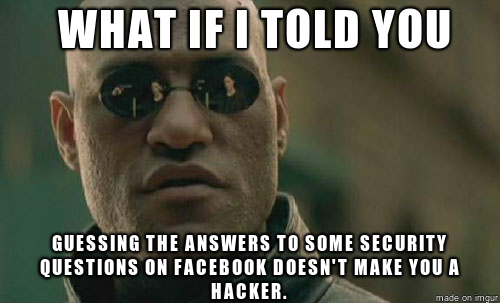 WHAT IF I TOLD YOU
GUESSING THE ANSWERS TO SOME SECURITY
QUESTIONS ON FACEBOOK DOESN'T MAKE YOU A
HACKER.
made on imgur